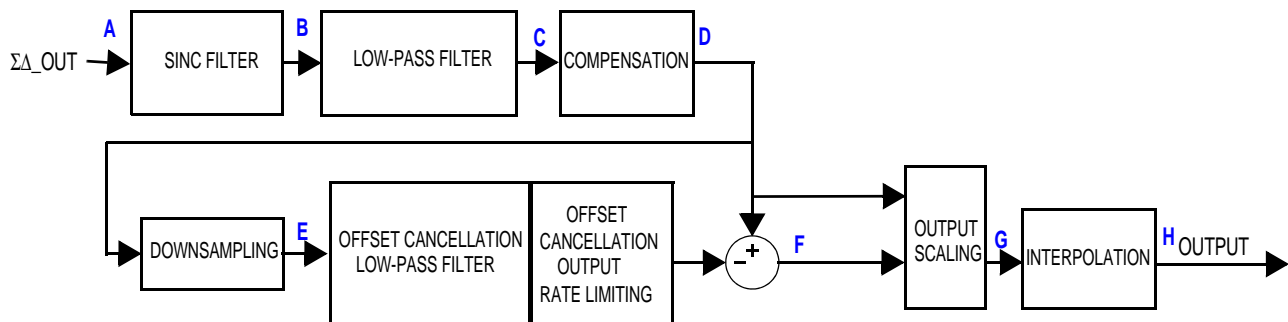 A
B
C
D
ΣΔ_OUT
SINC FILTER
LOW-PASS FILTER
COMPENSATION
DOWNSAMPLING
E
OFFSET CANCELLATION
LOW-PASS FILTER
OFFSET
CANCELLATION
OUTPUT
RATE LIMITING
+
−
F
OUTPUT
SCALING
G
INTERPOLATION
H
OUTPUT